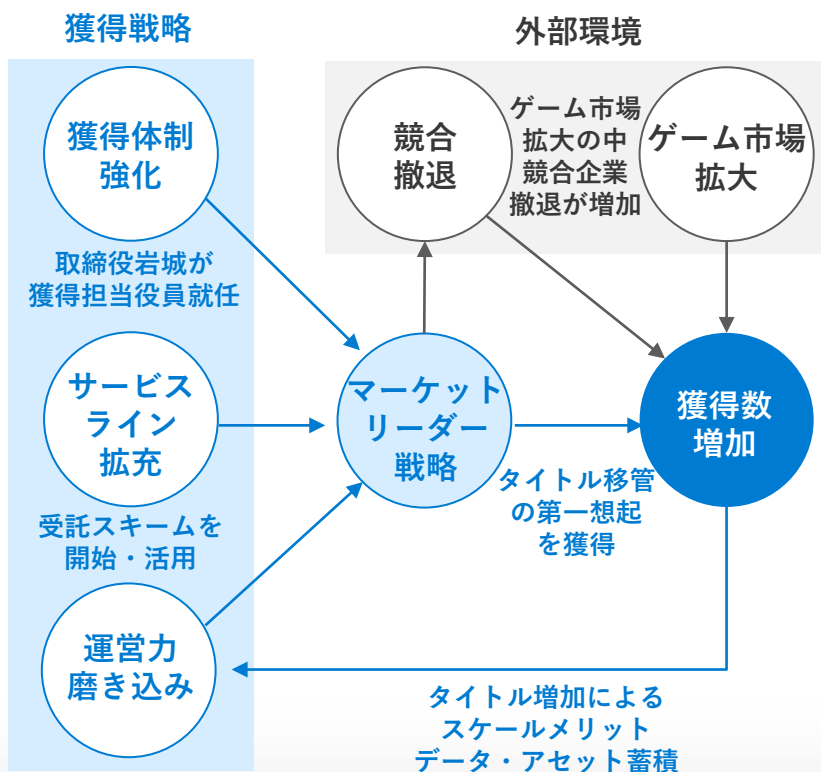 獲得戦略
獲得体制
強化
取締役岩城が
獲得担当役員就任
サービス
ライン
拡充
受託スキームを
開始・活用
運営力
磨き込み
マーケット
リーダー
戦略
外部環境
競合
撤退
ゲーム市場
拡大の中
競合企業
撤退が増加
ゲーム市場
拡大
獲得数
増加
タイトル移管
の第一想起
を獲得
タイトル増加による
スケールメリット
データ・アセット蓄積